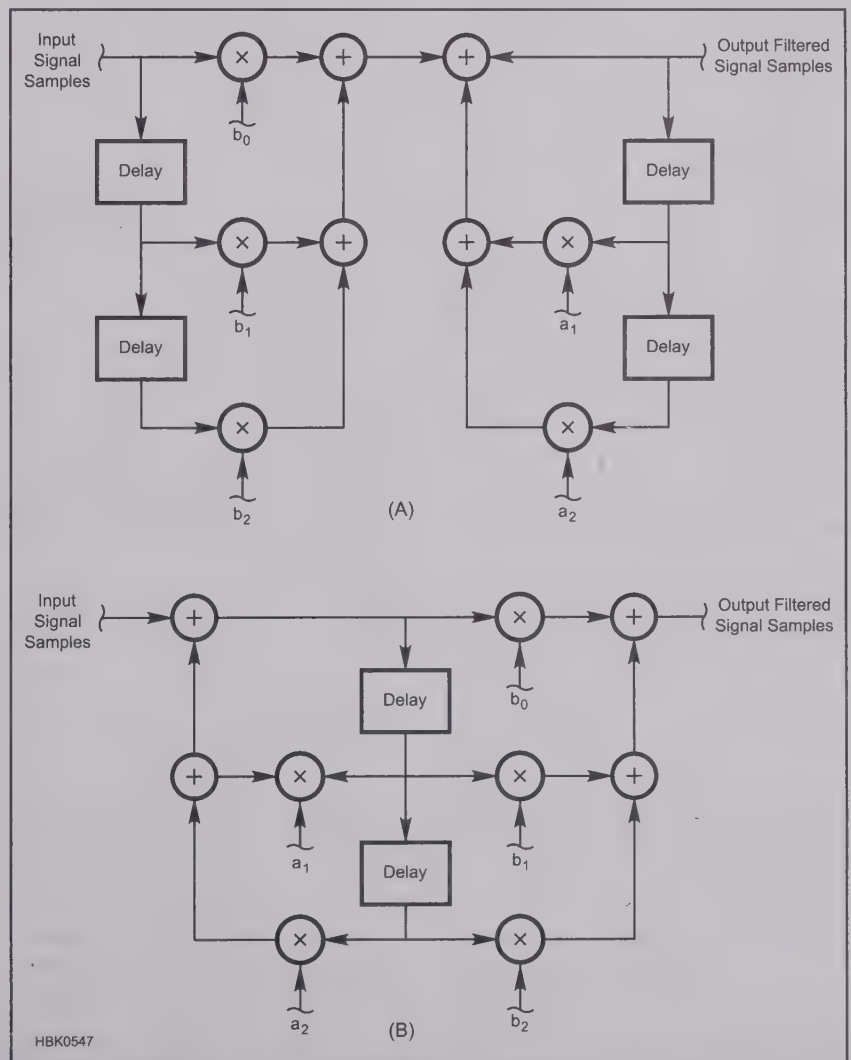 Input
Signal
Samples
×
+
+
Output Filtered
Signal Samples
b₀
Delay
Delay
×
+
+
×
b₁
a₁
Delay
Delay
×
×
b₂
a₂
(A)
Input
Signal
Samples
+
×
+
Output Filtered
Signal Samples
b₀
Delay
+
×
×
+
a₁
b₁
Delay
×
×
a₂
b₂
(B)
HBK0547